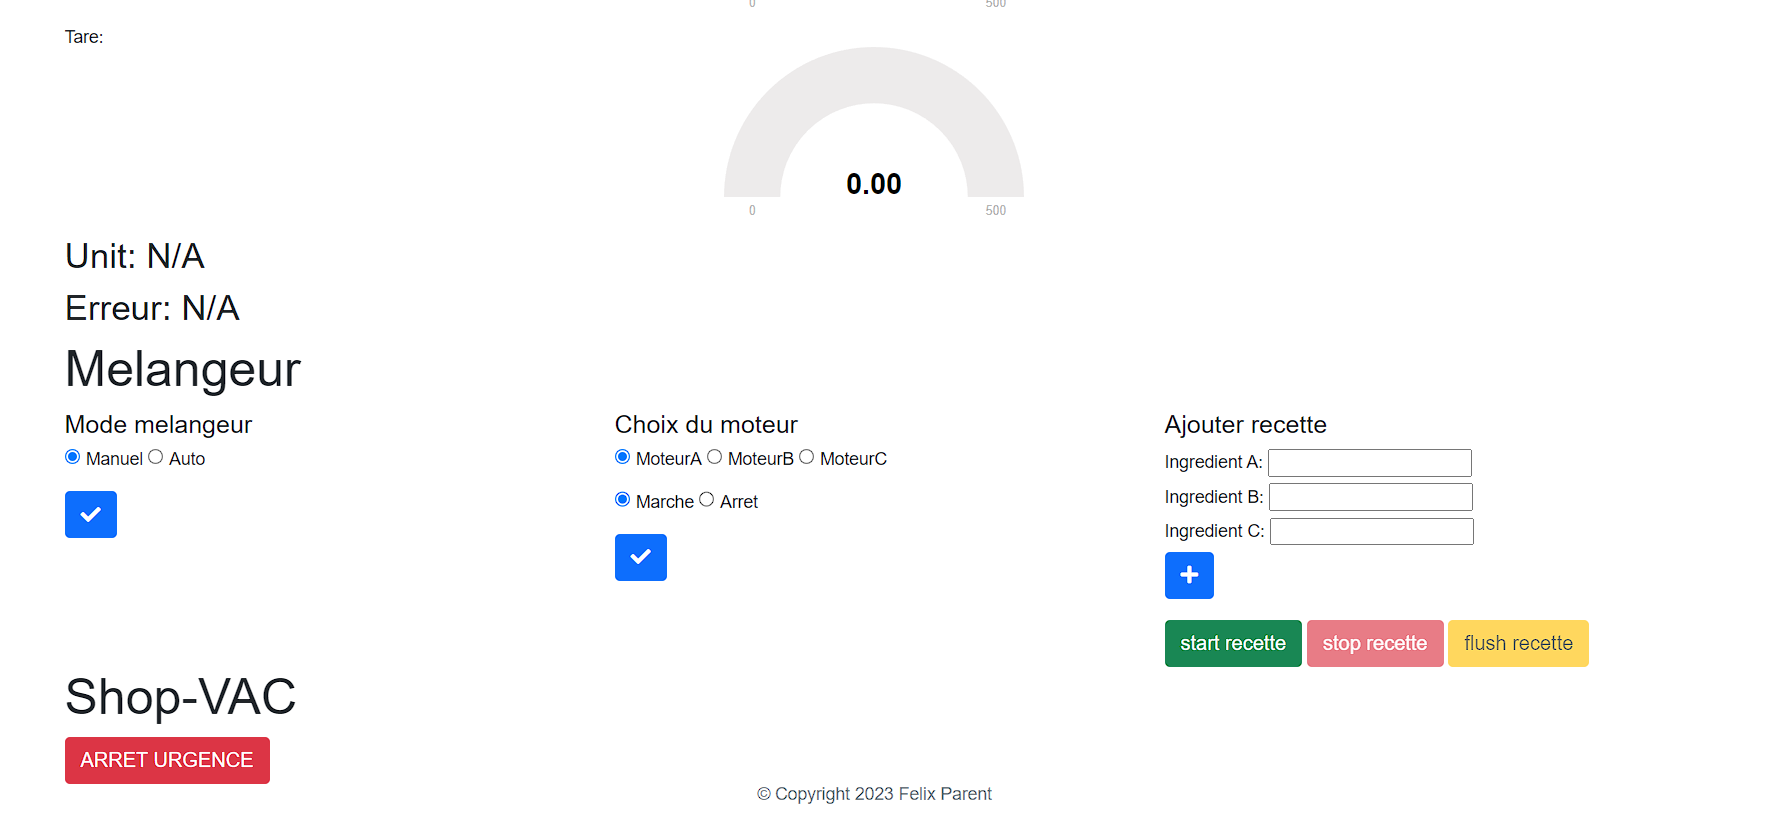 0 500
Tare:
0.00
0 500
Unit: N/A
Erreur: N/A
Melangeur
Mode melangeur
Manuel Auto
Choix du moteur
MoteurA MoteurB MoteurC
Marche Arret
Ajouter recette
Ingredient A:
Ingredient B:
Ingredient C:
start recette stop recette flush recette
Shop-VAC
ARRET URGENCE
© Copyright 2023 Felix Parent